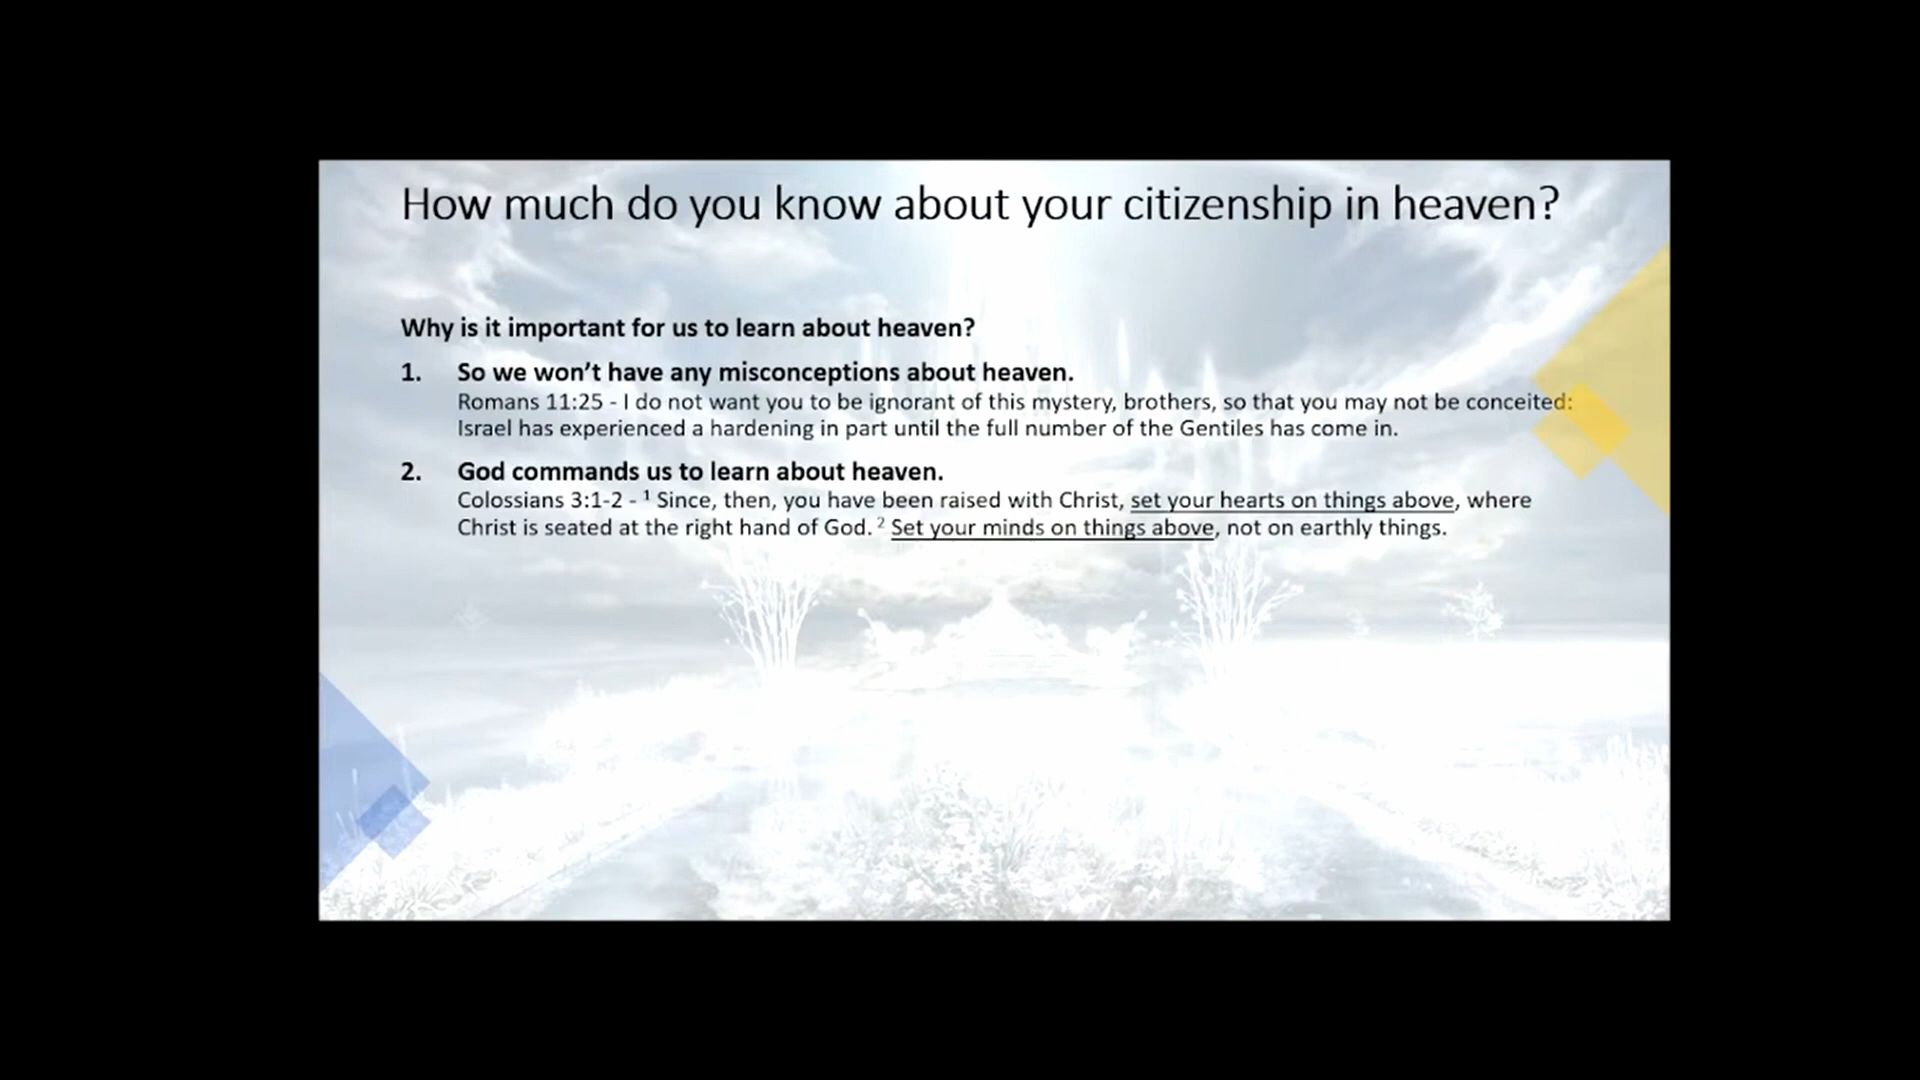 How much do you know about your citizenship in heaven?
Why is it important for us to learn about heaven?
1. So we won’t have any misconceptions about heaven.
Romans 11:25 - I do not want you to be ignorant of this mystery, brothers, so that you may not be conceited:
Israel has experienced a hardening in part until the full number of the Gentiles has come in.
2. God commands us to learn about heaven.
Colossians 3:1-2 - ¹ Since, then, you have been raised with Christ, set your hearts on things above, where
Christ is seated at the right hand of God. ² Set your minds on things above, not on earthly things.